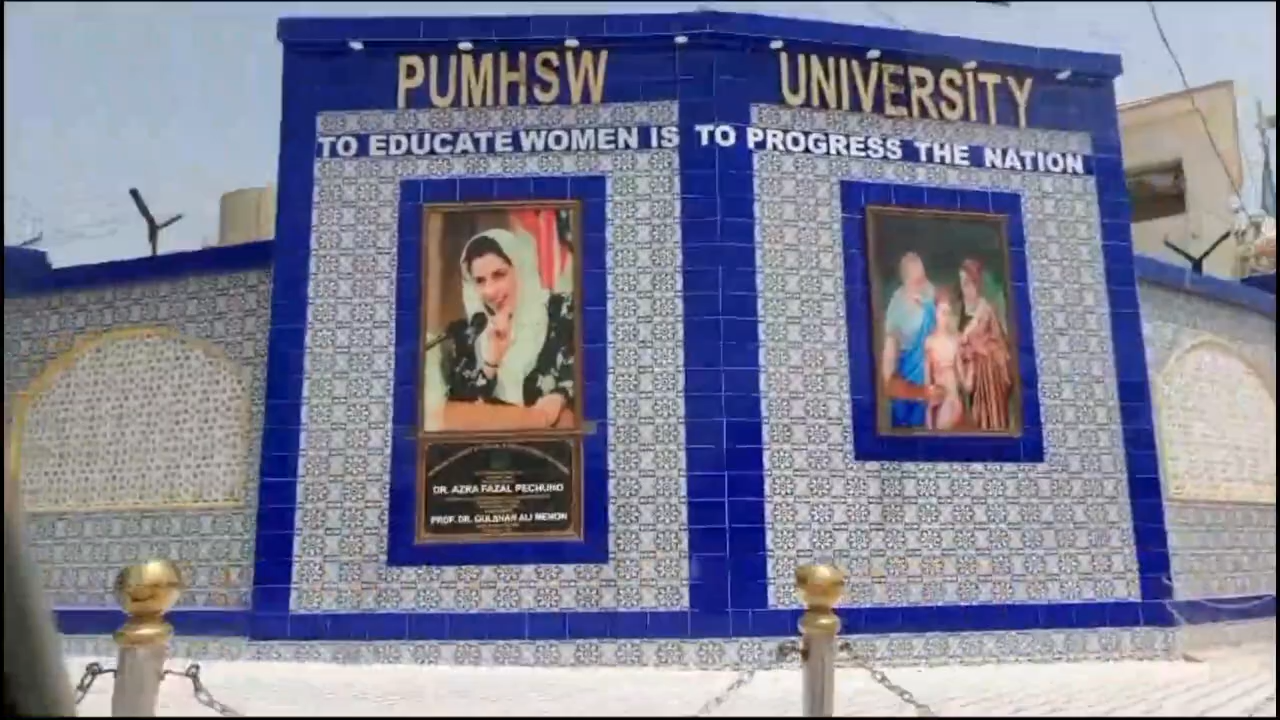 PUMHSW UNIVERSITY
TO EDUCATE WOMEN IS TO PROGRESS THE NATION
DR. AZRA FAZAL PECHUHO
PROF. DR. GULSHAN ALI MEMON